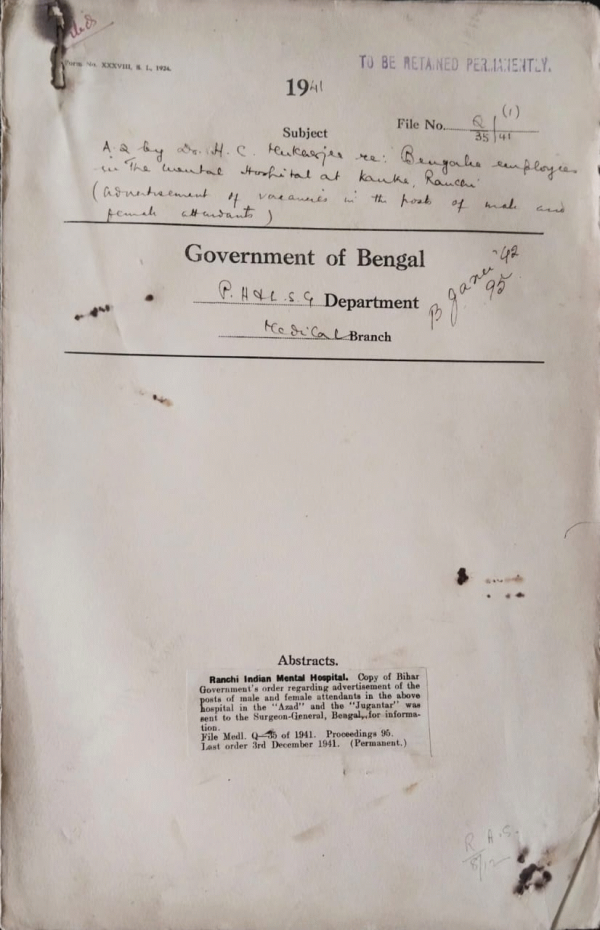 Form No. XXXVIII, S. I., 1924.
TO BE RETAINED PERMANENTLY.
1941
File No. Q/35/41 (1)
Subject
A.Q by Dr. H. C. Mukherjee re: Bengalee employees
in the Mental Hospital at Kanke, Ranchi
(advertisement of vacancies in the posts of male and
female attendants)
Government of Bengal
P.H & L.S.G Department
Medical Branch
B '42
95
Abstracts.
Ranchi Indian Mental Hospital. Copy of Bihar
Government's order regarding advertisement of the
posts of male and female attendants in the above
hospital in the "Azad" and the "Jugantar" was
sent to the Surgeon-General, Bengal, for informa-
tion.
File Medl. Q—35 of 1941. Proceedings 95.
Last order 3rd December 1941. (Permanent.)